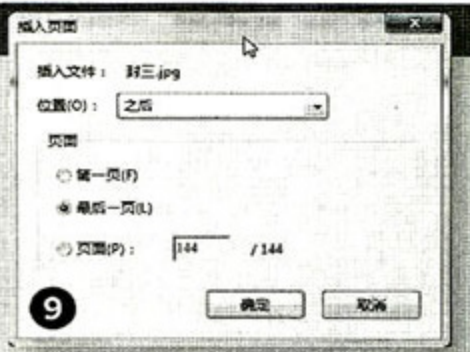 插入页面
插入文件： 封三.jpg
位置(O)： 之后
页面
第一页(F)
最后一页(L)
页面(P)： 144 / 144
9
确定 取消